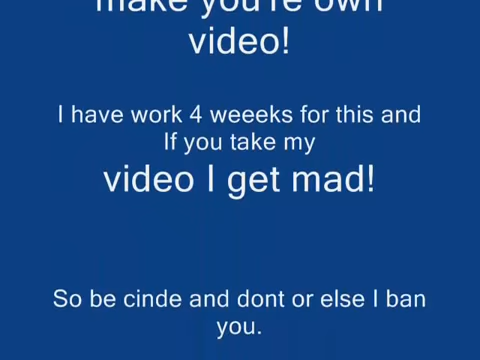 make you're own
video!
I have work 4 weeeks for this and
If you take my
video I get mad!
So be cinde and dont or else I ban
you.